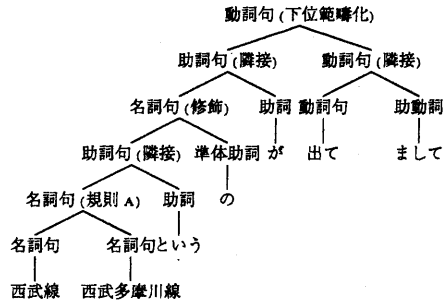 動詞句(下位範疇化)
助詞句(隣接) 動詞句(隣接)
名詞句(修飾) 助詞 動詞句 助動詞
助詞句(隣接) 準体助詞 が 出て まして
名詞句(規則A) 助詞 の
名詞句 名詞句 という
西武線 西武多摩川線